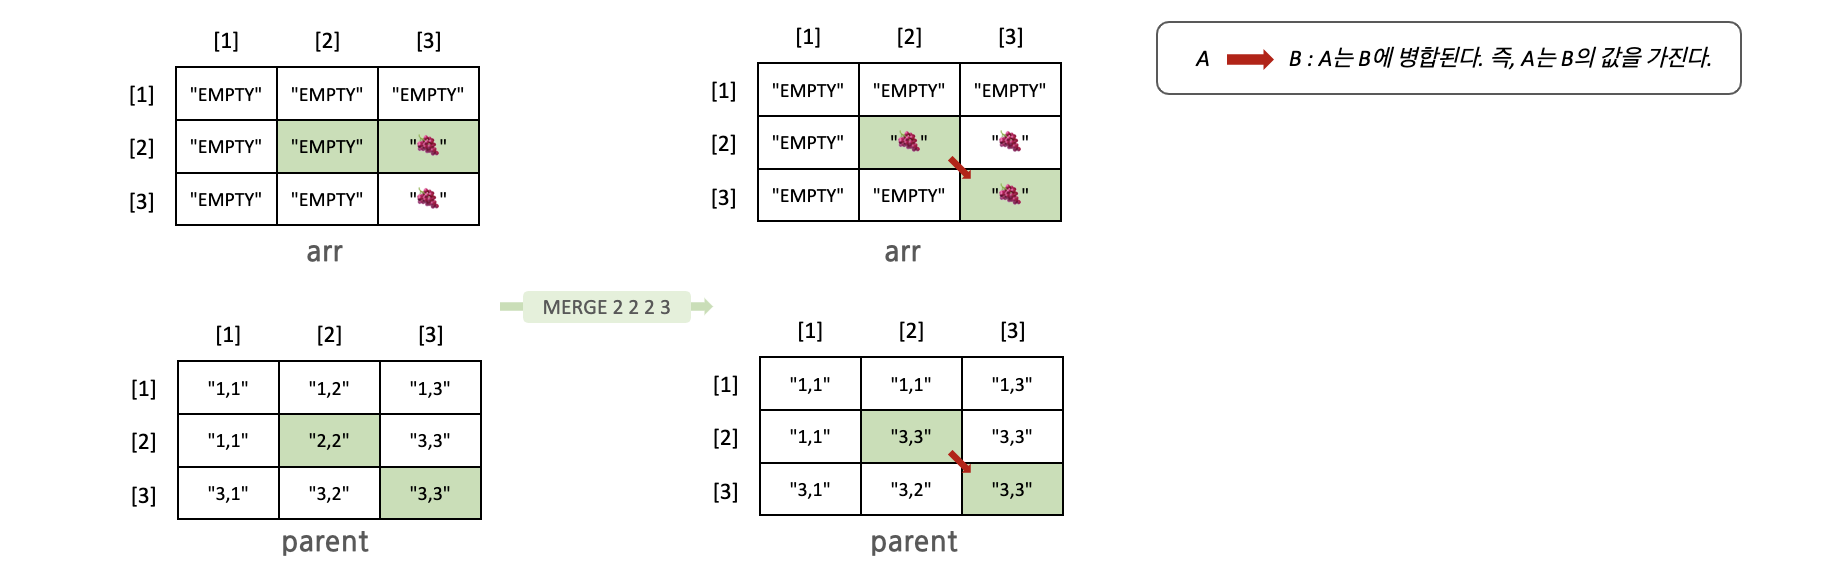 [1] [2] [3]
[1] "EMPTY" "EMPTY" "EMPTY"
[2] "EMPTY" "EMPTY" "🍇"
[3] "EMPTY" "EMPTY" "🍇"
arr
[1] [2] [3]
[1] "EMPTY" "EMPTY" "EMPTY"
[2] "EMPTY" "🍇" "🍇"
[3] "EMPTY" "EMPTY" "🍇"
arr
A B : A는 B에 병합된다. 즉, A는 B의 값을 가진다.
MERGE 2 2 2 3
[1] [2] [3]
[1] "1,1" "1,2" "1,3"
[2] "1,1" "2,2" "3,3"
[3] "3,1" "3,2" "3,3"
parent
[1] [2] [3]
[1] "1,1" "1,1" "1,3"
[2] "1,1" "3,3" "3,3"
[3] "3,1" "3,2" "3,3"
parent